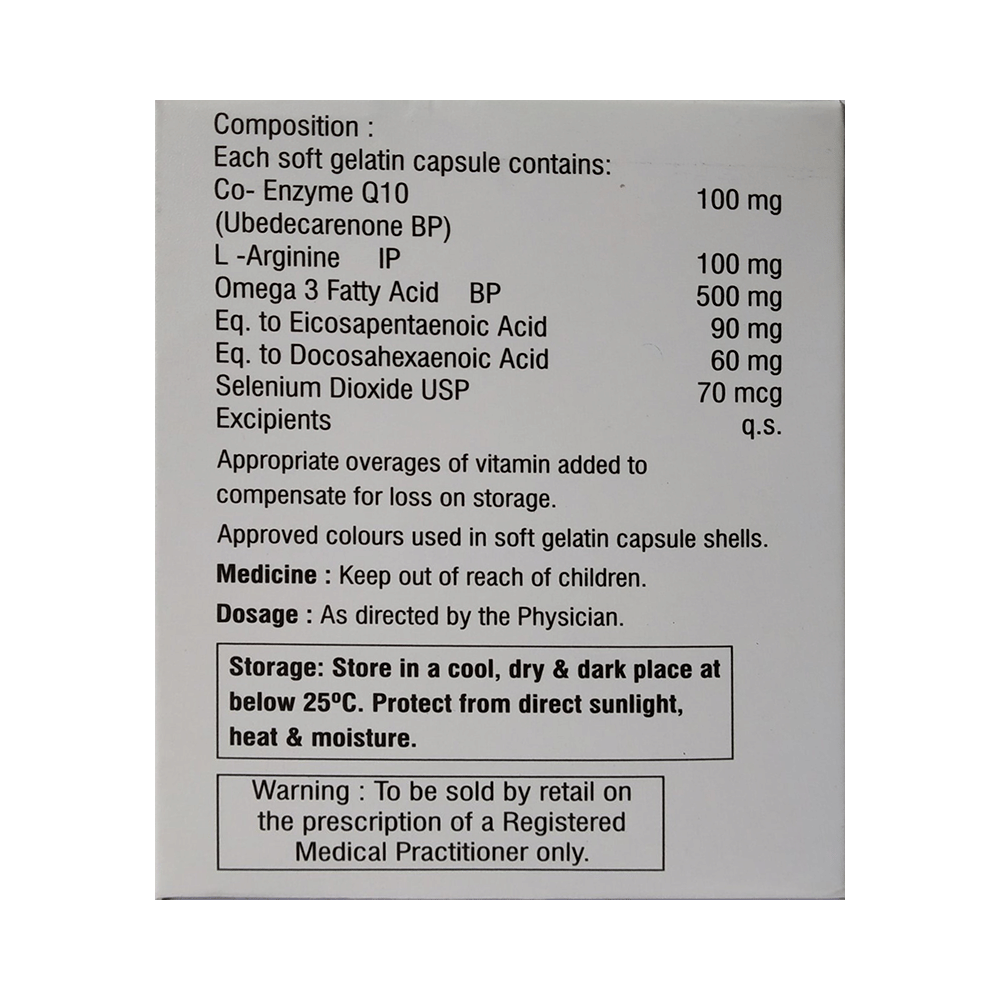 Composition :
Each soft gelatin capsule contains:
Co- Enzyme Q10 100 mg
(Ubedecarenone BP)
L -Arginine IP 100 mg
Omega 3 Fatty Acid BP 500 mg
Eq. to Eicosapentaenoic Acid 90 mg
Eq. to Docosahexaenoic Acid 60 mg
Selenium Dioxide USP 70 mcg
Excipients q.s.
Appropriate overages of vitamin added to
compensate for loss on storage.
Approved colours used in soft gelatin capsule shells.
Medicine : Keep out of reach of children.
Dosage : As directed by the Physician.
Storage: Store in a cool, dry & dark place at
below 25ºC. Protect from direct sunlight,
heat & moisture.
Warning : To be sold by retail on
the prescription of a Registered
Medical Practitioner only.